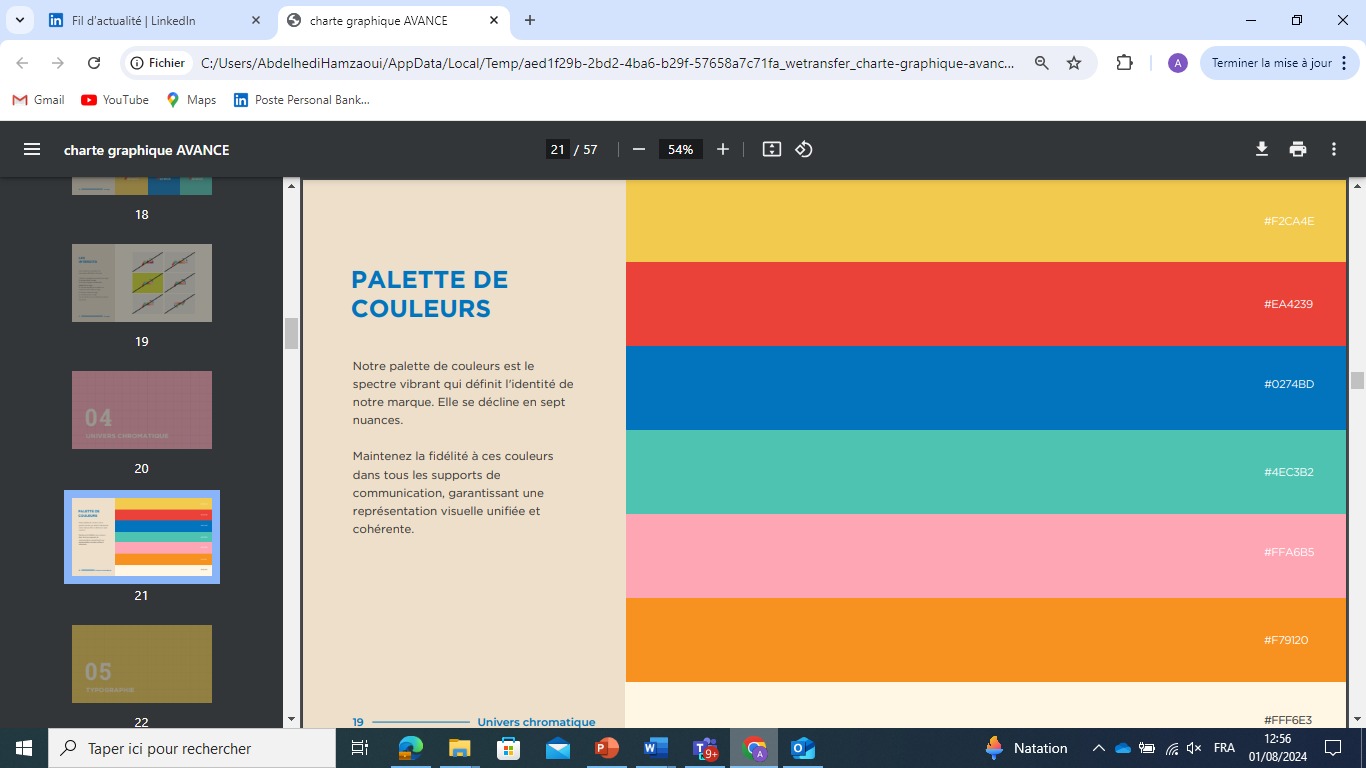 Fil d'actualité | LinkedIn
charte graphique AVANCE
Fichier
C:/Users/AbdelhediHamzaoui/AppData/Local/Temp/aed1f29b-2bd2-4ba6-b29f-57658a7c71fa_wetransfer_charte-graphique-avanc...
A
Terminer la mise à jour
Gmail
YouTube
Maps
Poste Personal Bank...
charte graphique AVANCE
21 / 57
54%
18
19
04
UNIVERS CHROMATIQUE
20
PALETTE DE
COULEURS
21
05
TYPOGRAPHIE
22
PALETTE DE
COULEURS
Notre palette de couleurs est le
spectre vibrant qui définit l'identité de
notre marque. Elle se décline en sept
nuances.
Maintenez la fidélité à ces couleurs
dans tous les supports de
communication, garantissant une
représentation visuelle unifiée et
cohérente.
19
Univers chromatique
#F2CA4E
#EA4239
#0274BD
#4EC3B2
#FFA6B5
#F79120
#FFF6E3
Taper ici pour rechercher
9+
A
Natation
FRA
12:56
01/08/2024